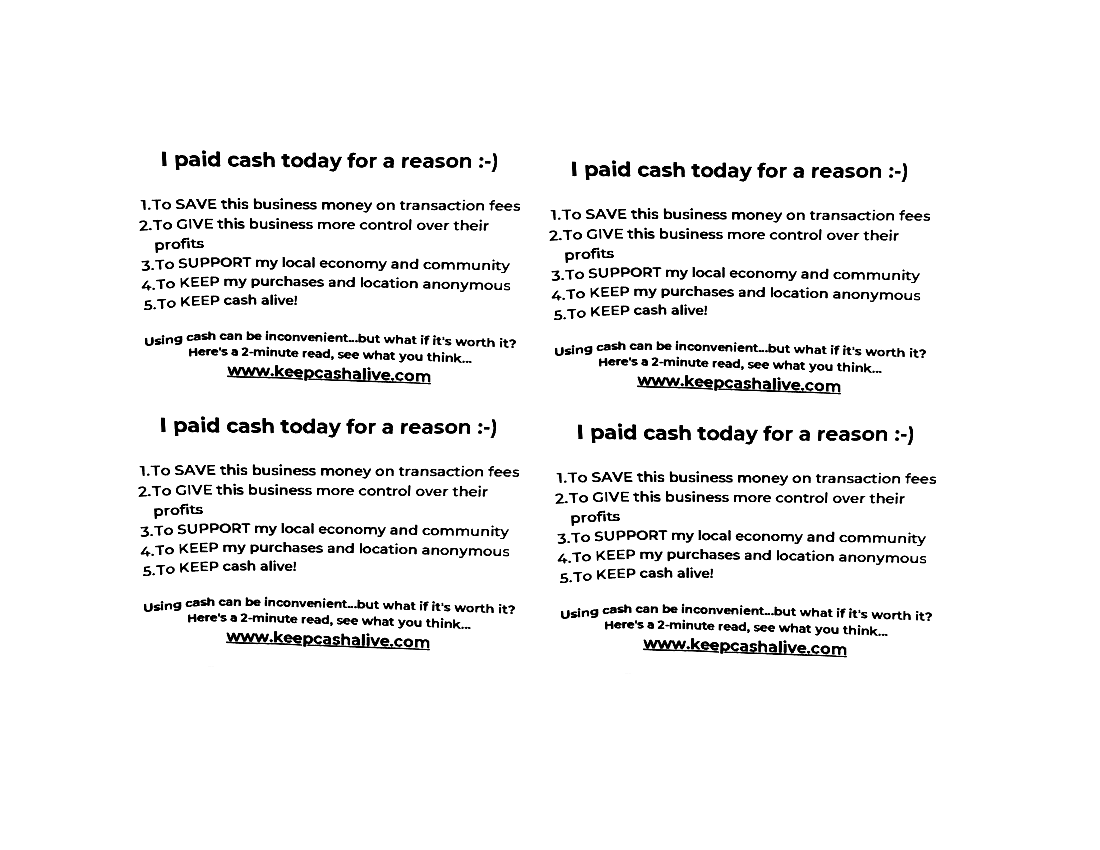 I paid cash today for a reason :-)
1.To SAVE this business money on transaction fees
2.To GIVE this business more control over their
profits
3.To SUPPORT my local economy and community
4.To KEEP my purchases and location anonymous
5.To KEEP cash alive!
Using cash can be inconvenient...but what if it's worth it?
Here's a 2-minute read, see what you think...
www.keepcashalive.com
I paid cash today for a reason :-)
1.To SAVE this business money on transaction fees
2.To GIVE this business more control over their
profits
3.To SUPPORT my local economy and community
4.To KEEP my purchases and location anonymous
5.To KEEP cash alive!
Using cash can be inconvenient...but what if it's worth it?
Here's a 2-minute read, see what you think...
www.keepcashalive.com
I paid cash today for a reason :-)
1.To SAVE this business money on transaction fees
2.To GIVE this business more control over their
profits
3.To SUPPORT my local economy and community
4.To KEEP my purchases and location anonymous
5.To KEEP cash alive!
Using cash can be inconvenient...but what if it's worth it?
Here's a 2-minute read, see what you think...
www.keepcashalive.com
I paid cash today for a reason :-)
1.To SAVE this business money on transaction fees
2.To GIVE this business more control over their
profits
3.To SUPPORT my local economy and community
4.To KEEP my purchases and location anonymous
5.To KEEP cash alive!
Using cash can be inconvenient...but what if it's worth it?
Here's a 2-minute read, see what you think...
www.keepcashalive.com